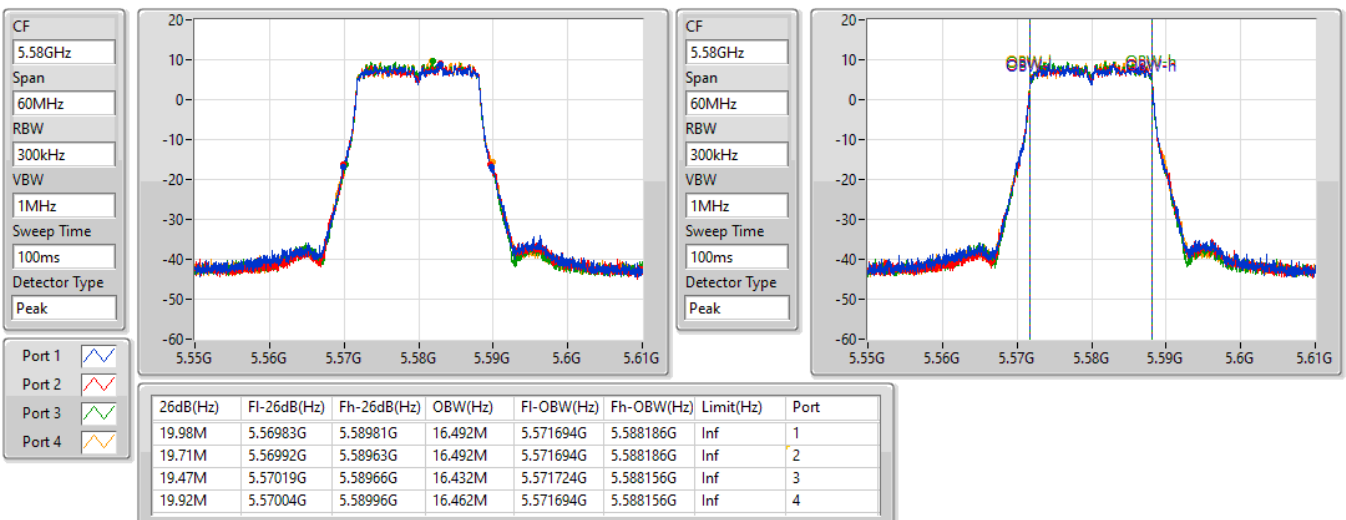 CF
5.58GHz
Span
60MHz
RBW
300kHz
VBW
1MHz
Sweep Time
100ms
Detector Type
Peak
20
10
0
-10
-20
-30
-40
-50
-60
5.55G 5.56G 5.57G 5.58G 5.59G 5.6G 5.61G
CF
5.58GHz
Span
60MHz
RBW
300kHz
VBW
1MHz
Sweep Time
100ms
Detector Type
Peak
20
10
0
-10
-20
-30
-40
-50
-60
OBW-h
5.55G 5.56G 5.57G 5.58G 5.59G 5.6G 5.61G
Port 1
Port 2
Port 3
Port 4
26dB(Hz) Fl-26dB(Hz) Fh-26dB(Hz) OBW(Hz) Fl-OBW(Hz) Fh-OBW(Hz) Limit(Hz) Port
19.98M 5.56983G 5.58981G 16.492M 5.571694G 5.588186G Inf 1
19.71M 5.56992G 5.58963G 16.492M 5.571694G 5.588186G Inf 2
19.47M 5.57019G 5.58966G 16.432M 5.571724G 5.588156G Inf 3
19.92M 5.57004G 5.58996G 16.462M 5.571694G 5.588156G Inf 4